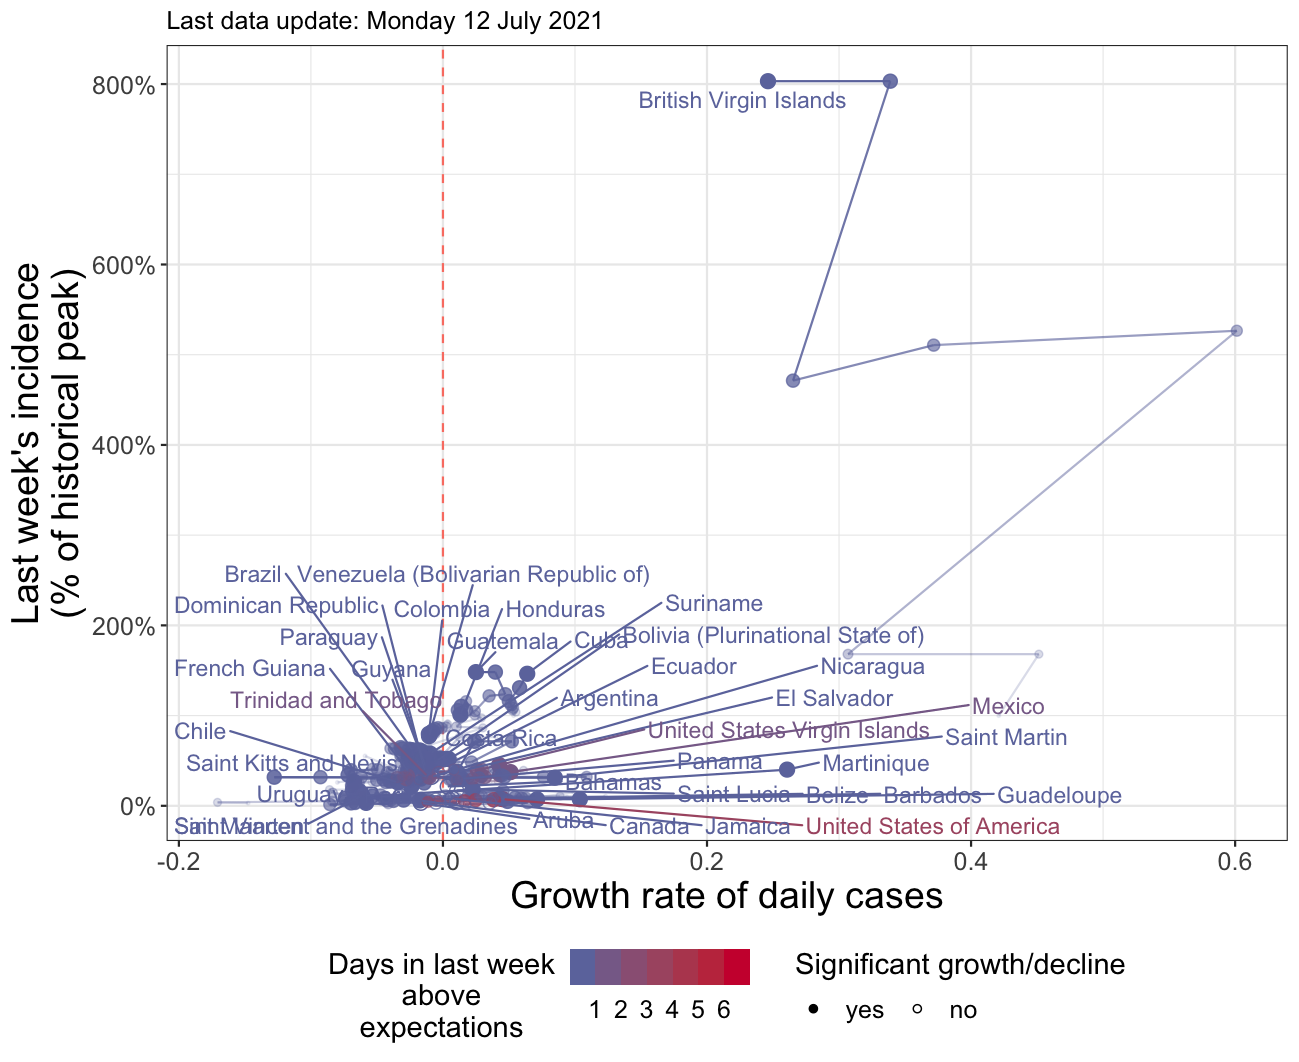 Last data update: Monday 12 July 2021
Last week's incidence
(% of historical peak)
800%
600%
400%
200%
0%
British Virgin Islands
Brazil
Venezuela (Bolivarian Republic of)
Dominican Republic
Colombia
Honduras
Suriname
Paraguay
Guatemala
Cuba
Bolivia (Plurinational State of)
French Guiana
Guyana
Ecuador
Nicaragua
Trinidad and Tobago
Argentina
El Salvador
Mexico
Chile
Costa Rica
United States Virgin Islands
Saint Martin
Saint Kitts and Nevis
Panama
Martinique
Bahamas
Uruguay
Saint Lucia
Belize
Barbados
Guadeloupe
Sint Maarten
Saint Vincent and the Grenadines
Aruba
Canada
Jamaica
United States of America
-0.2
0.0
0.2
0.4
0.6
Growth rate of daily cases
Days in last week
above
expectations
1 2 3 4 5 6
Significant growth/decline
yes
no